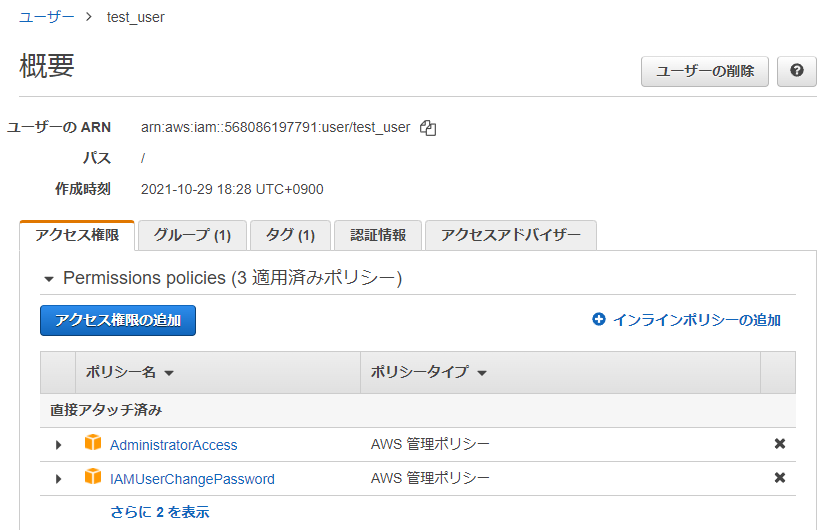 ユーザー > test_user
概要
ユーザーの削除 ?
ユーザーの ARN arn:aws:iam::568086197791:user/test_user
パス /
作成時刻 2021-10-29 18:28 UTC+0900
アクセス権限 グループ (1) タグ (1) 認証情報 アクセスアドバイザー
Permissions policies (3 適用済みポリシー)
アクセス権限の追加 インラインポリシーの追加
ポリシー名 ポリシータイプ
直接アタッチ済み
AdministratorAccess AWS 管理ポリシー
IAMUserChangePassword AWS 管理ポリシー
さらに 2 を表示